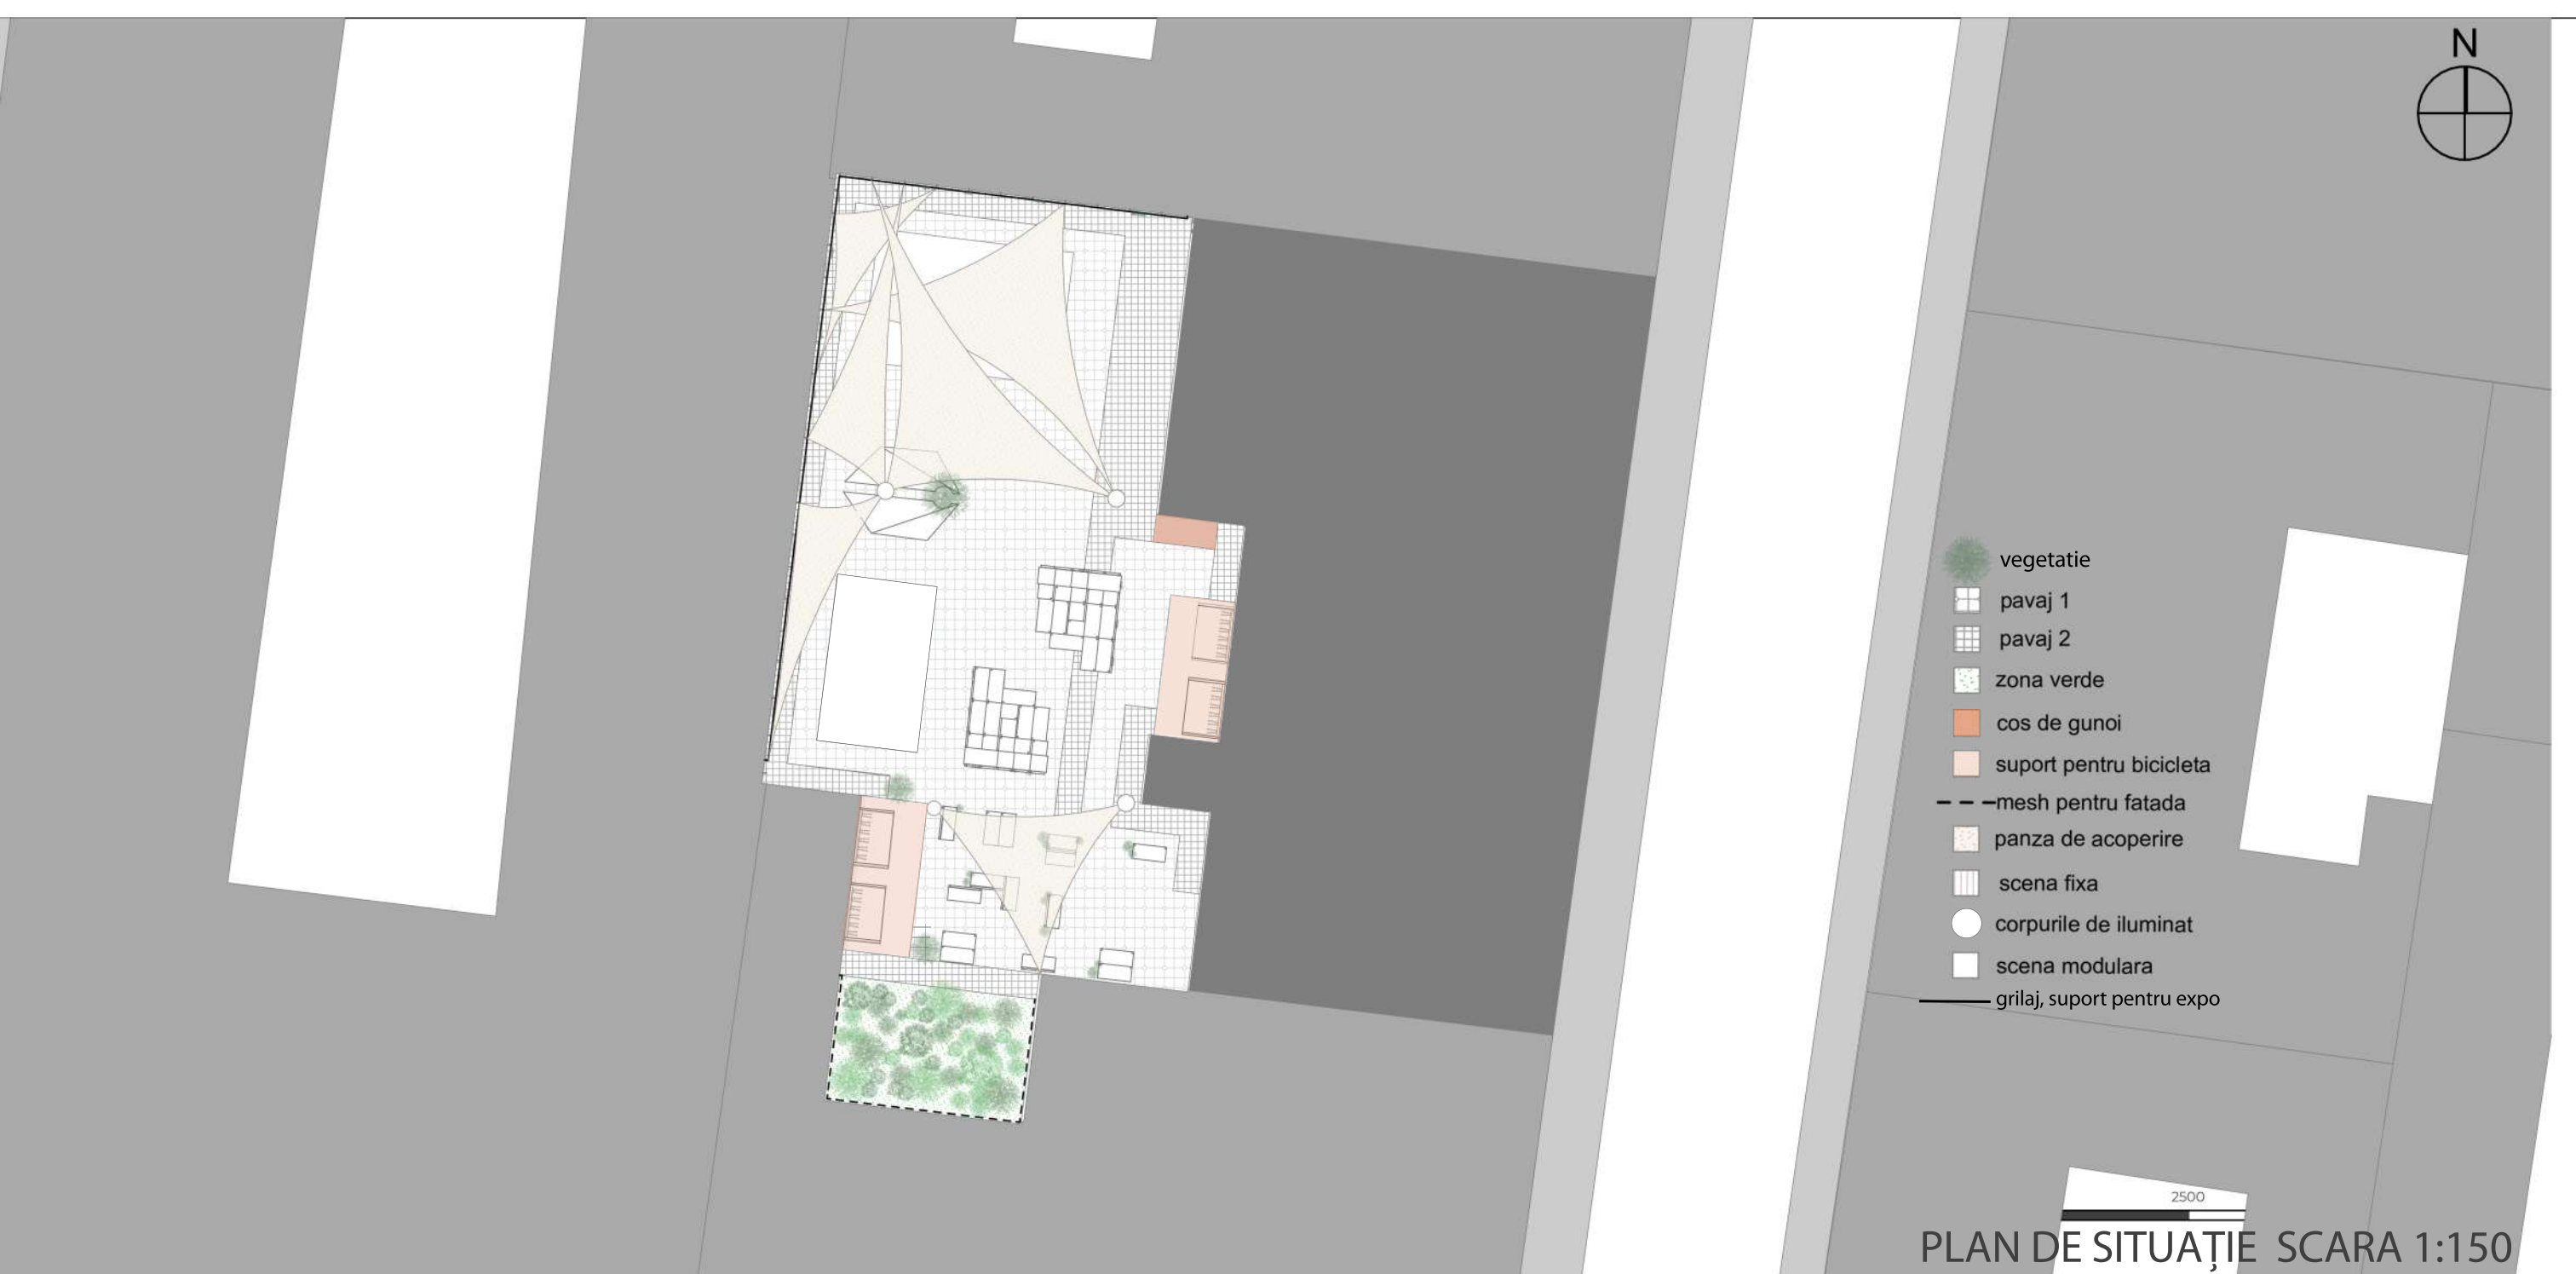 N
vegetatie
pavaj 1
pavaj 2
zona verde
cos de gunoi
suport pentru bicicleta
mesh pentru fatada
panza de acoperire
scena fixa
corpurile de iluminat
scena modulara
grilaj, suport pentru expo
2500
PLAN DE SITUAȚIE SCARA 1:150